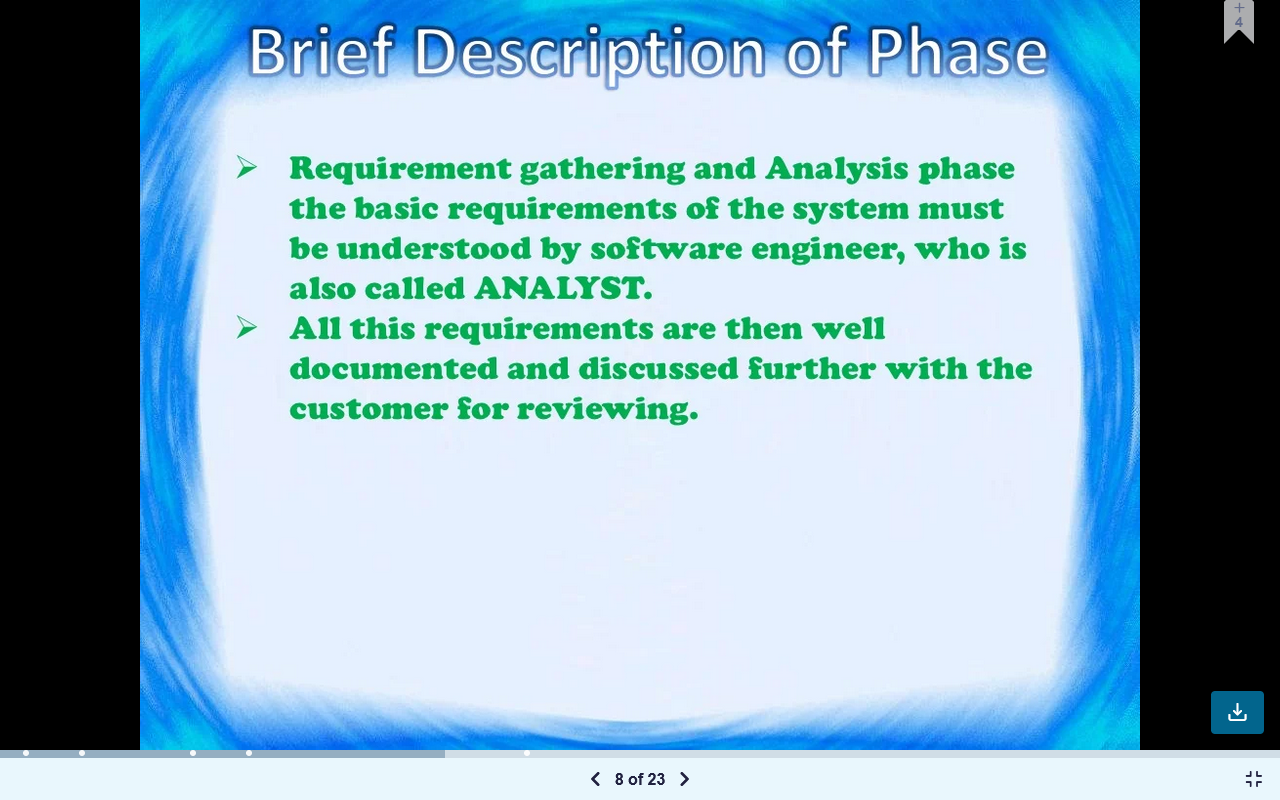 +
4
Brief Description of Phase
➢ Requirement gathering and Analysis phase
the basic requirements of the system must
be understood by software engineer, who is
also called ANALYST.
➢ All this requirements are then well
documented and discussed further with the
customer for reviewing.
8 of 23